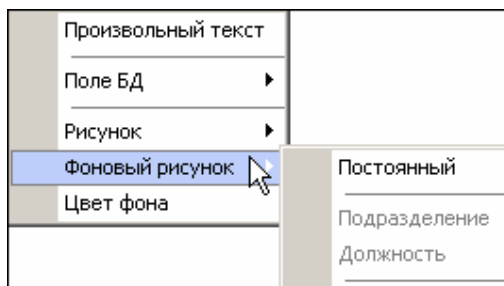 Произвольный текст
Поле БД
Рисунок
Фоновый рисунок
Цвет фона
Постоянный
Подразделение
Должность